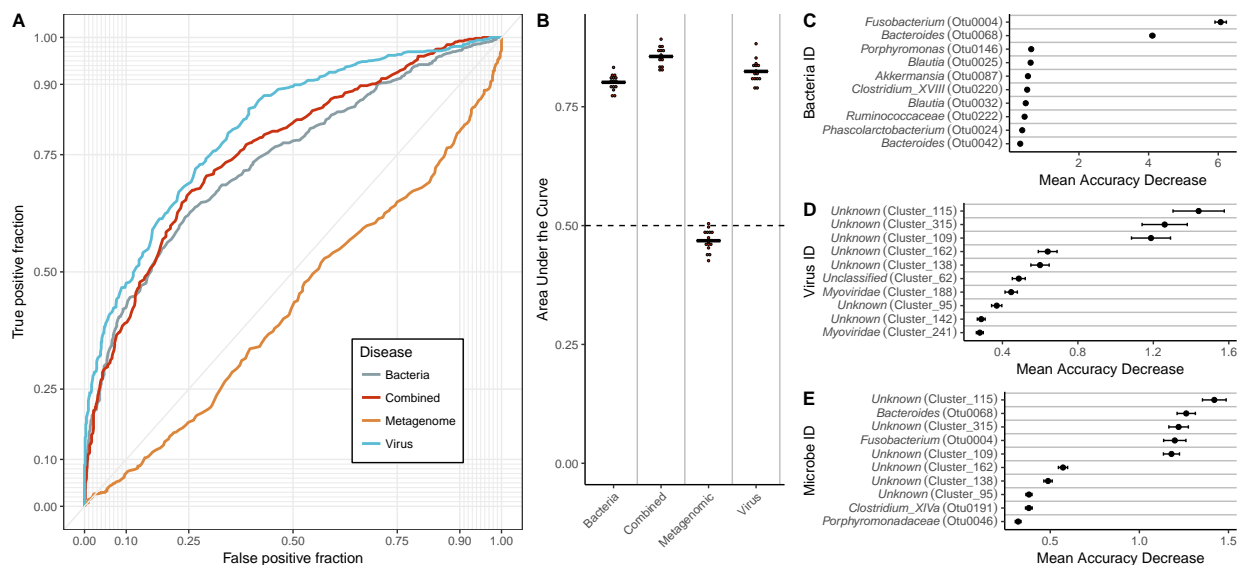 A
1.00
0.90
0.75
0.50
0.25
0.10
0.00
True positive fraction
0.00
0.10
0.25
0.50
0.75
0.90
1.00
False positive fraction
Disease
Bacteria
Combined
Metagenome
Virus
B
Area Under the Curve
0.75
0.50
0.25
0.00
Bacteria
Combined
Metagenomic
Virus
C
Bacteria ID
Fusobacterium (Otu0004)
Bacteroides (Otu0068)
Porphyromonas (Otu0146)
Blautia (Otu0025)
Akkermansia (Otu0087)
Clostridium_XVIII (Otu0220)
Blautia (Otu0032)
Ruminococcaceae (Otu0222)
Phascolarctobacterium (Otu0024)
Bacteroides (Otu0042)
2
4
6
Mean Accuracy Decrease
D
Virus ID
Unknown (Cluster_115)
Unknown (Cluster_315)
Unknown (Cluster_109)
Unknown (Cluster_162)
Unknown (Cluster_138)
Unclassified (Cluster_62)
Myoviridae (Cluster_188)
Unknown (Cluster_95)
Unknown (Cluster_142)
Myoviridae (Cluster_241)
0.4
0.8
1.2
1.6
Mean Accuracy Decrease
E
Microbe ID
Unknown (Cluster_115)
Bacteroides (Otu0068)
Unknown (Cluster_315)
Fusobacterium (Otu0004)
Unknown (Cluster_109)
Unknown (Cluster_162)
Unknown (Cluster_138)
Unknown (Cluster_95)
Clostridium_XIVa (Otu0191)
Porphyromonadaceae (Otu0046)
0.5
1.0
1.5
Mean Accuracy Decrease